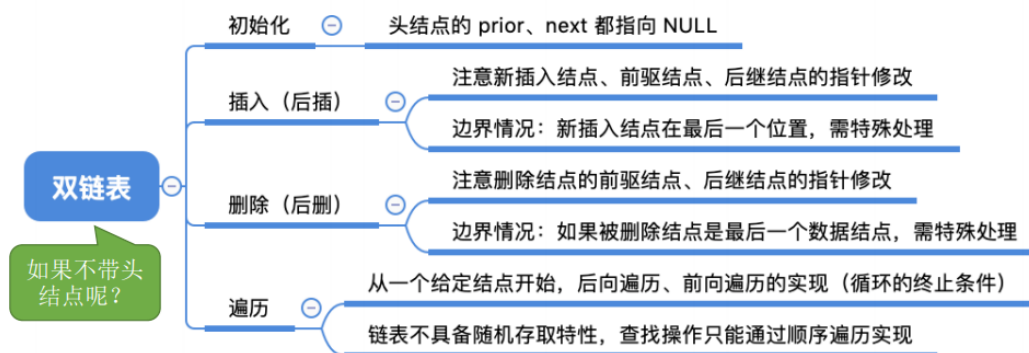 初始化
头结点的 prior、next 都指向 NULL
插入（后插）
注意新插入结点、前驱结点、后继结点的指针修改
边界情况：新插入结点在最后一个位置，需特殊处理
双链表
删除（后删）
注意删除结点的前驱结点、后继结点的指针修改
边界情况：如果被删除结点是最后一个数据结点，需特殊处理
如果不带头
结点呢？
遍历
从一个给定结点开始，后向遍历、前向遍历的实现（循环的终止条件）
链表不具备随机存取特性，查找操作只能通过顺序遍历实现